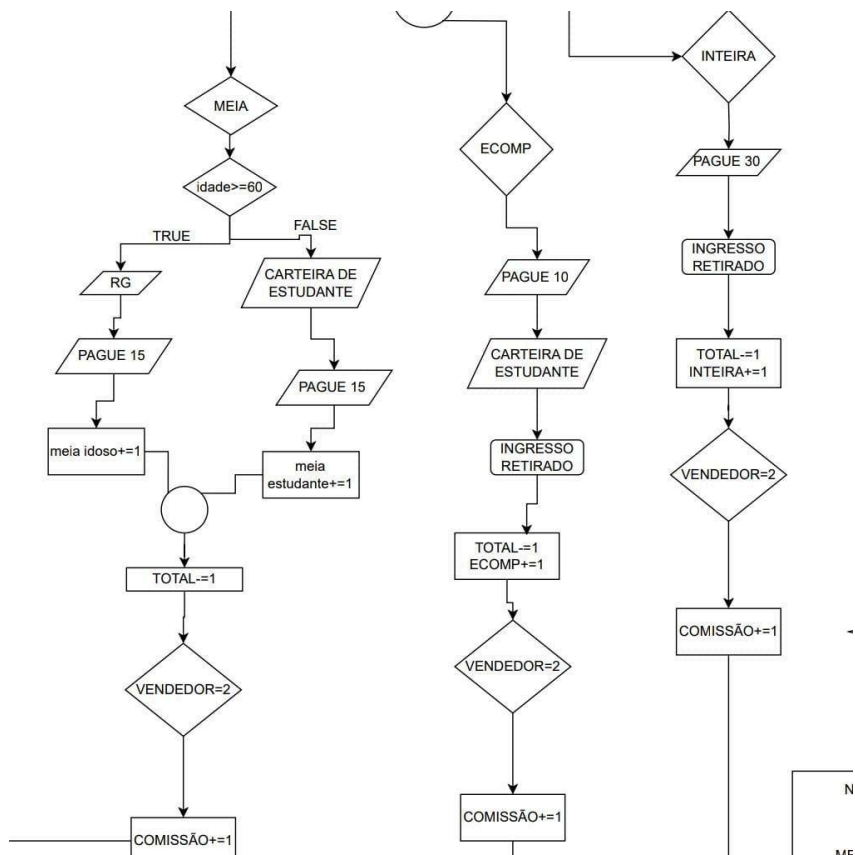 MEIA
idade>=60
TRUE
FALSE
RG
CARTEIRA DE
ESTUDANTE
PAGUE 15
PAGUE 15
meia idoso+=1
meia
estudante+=1
TOTAL-=1
VENDEDOR=2
COMISSÃO+=1
ECOMP
PAGUE 10
CARTEIRA DE
ESTUDANTE
INGRESSO
RETIRADO
TOTAL-=1
ECOMP+=1
VENDEDOR=2
COMISSÃO+=1
INTEIRA
PAGUE 30
INGRESSO
RETIRADO
TOTAL-=1
INTEIRA+=1
VENDEDOR=2
COMISSÃO+=1